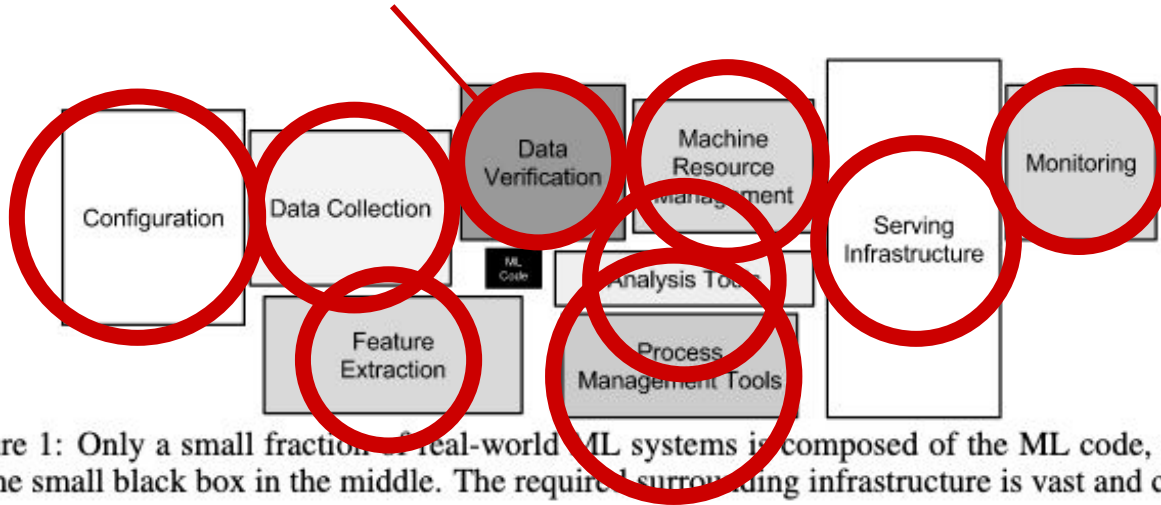 Configuration
Data Collection
Data
Verification
Machine
Resource
Management
Monitoring
Serving
Infrastructure
ML
Code
Analysis Tools
Feature
Extraction
Process
Management Tools
re 1: Only a small fraction of real-world ML systems is composed of the ML code,
ne small black box in the middle. The required surrounding infrastructure is vast and c